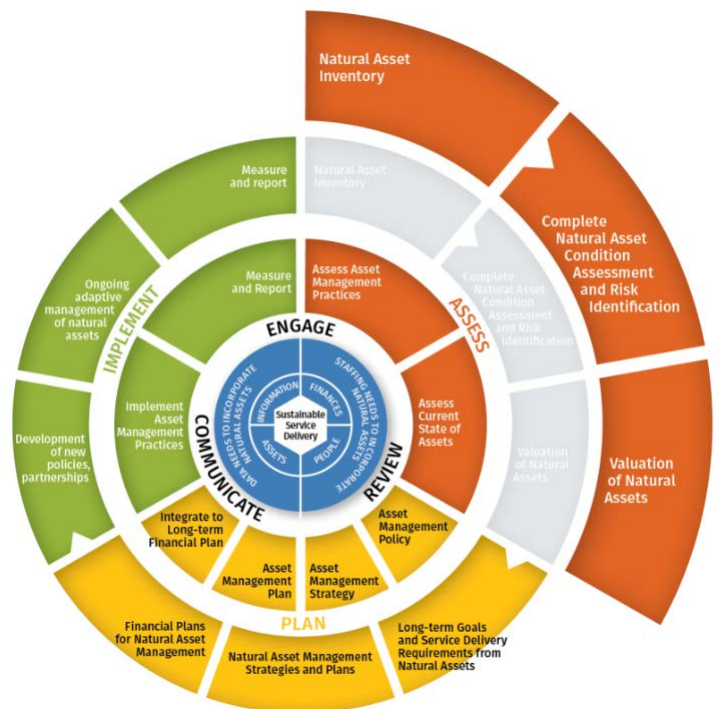 Natural Asset
Inventory
Complete
Natural Asset
Condition
Assessment
and Risk
Identification
Valuation
of Natural
Assets
Measure
and report
Natural Asset
Inventory
Complete
Natural Asset
Condition
Assessment
and Risk
Identification
Valuation
of Natural
Assets
Ongoing
adaptive
management
of natural
assets
Development
of new
policies,
partnerships
IMPLEMENT
ASSESS
PLAN
Measure
and Report
Assess Asset
Management
Practices
Implement
Asset
Management
Practices
Assess
Current
State of
Assets
Integrate to
Long-term
Financial Plan
Asset
Management
Plan
Asset
Management
Strategy
Asset
Management
Policy
Financial Plans
for Natural Asset
Management
Natural Asset Management
Strategies and Plans
Long-term Goals
and Service Delivery
Requirements from
Natural Assets
ENGAGE
COMMUNICATE
REVIEW
DATA NEEDS TO INCORPORATE
NATURAL ASSETS
STAFFING NEEDS TO INCORPORATE
NATURAL ASSETS
INFORMATION
FINANCES
ASSETS
PEOPLE
Sustainable
Service
Delivery